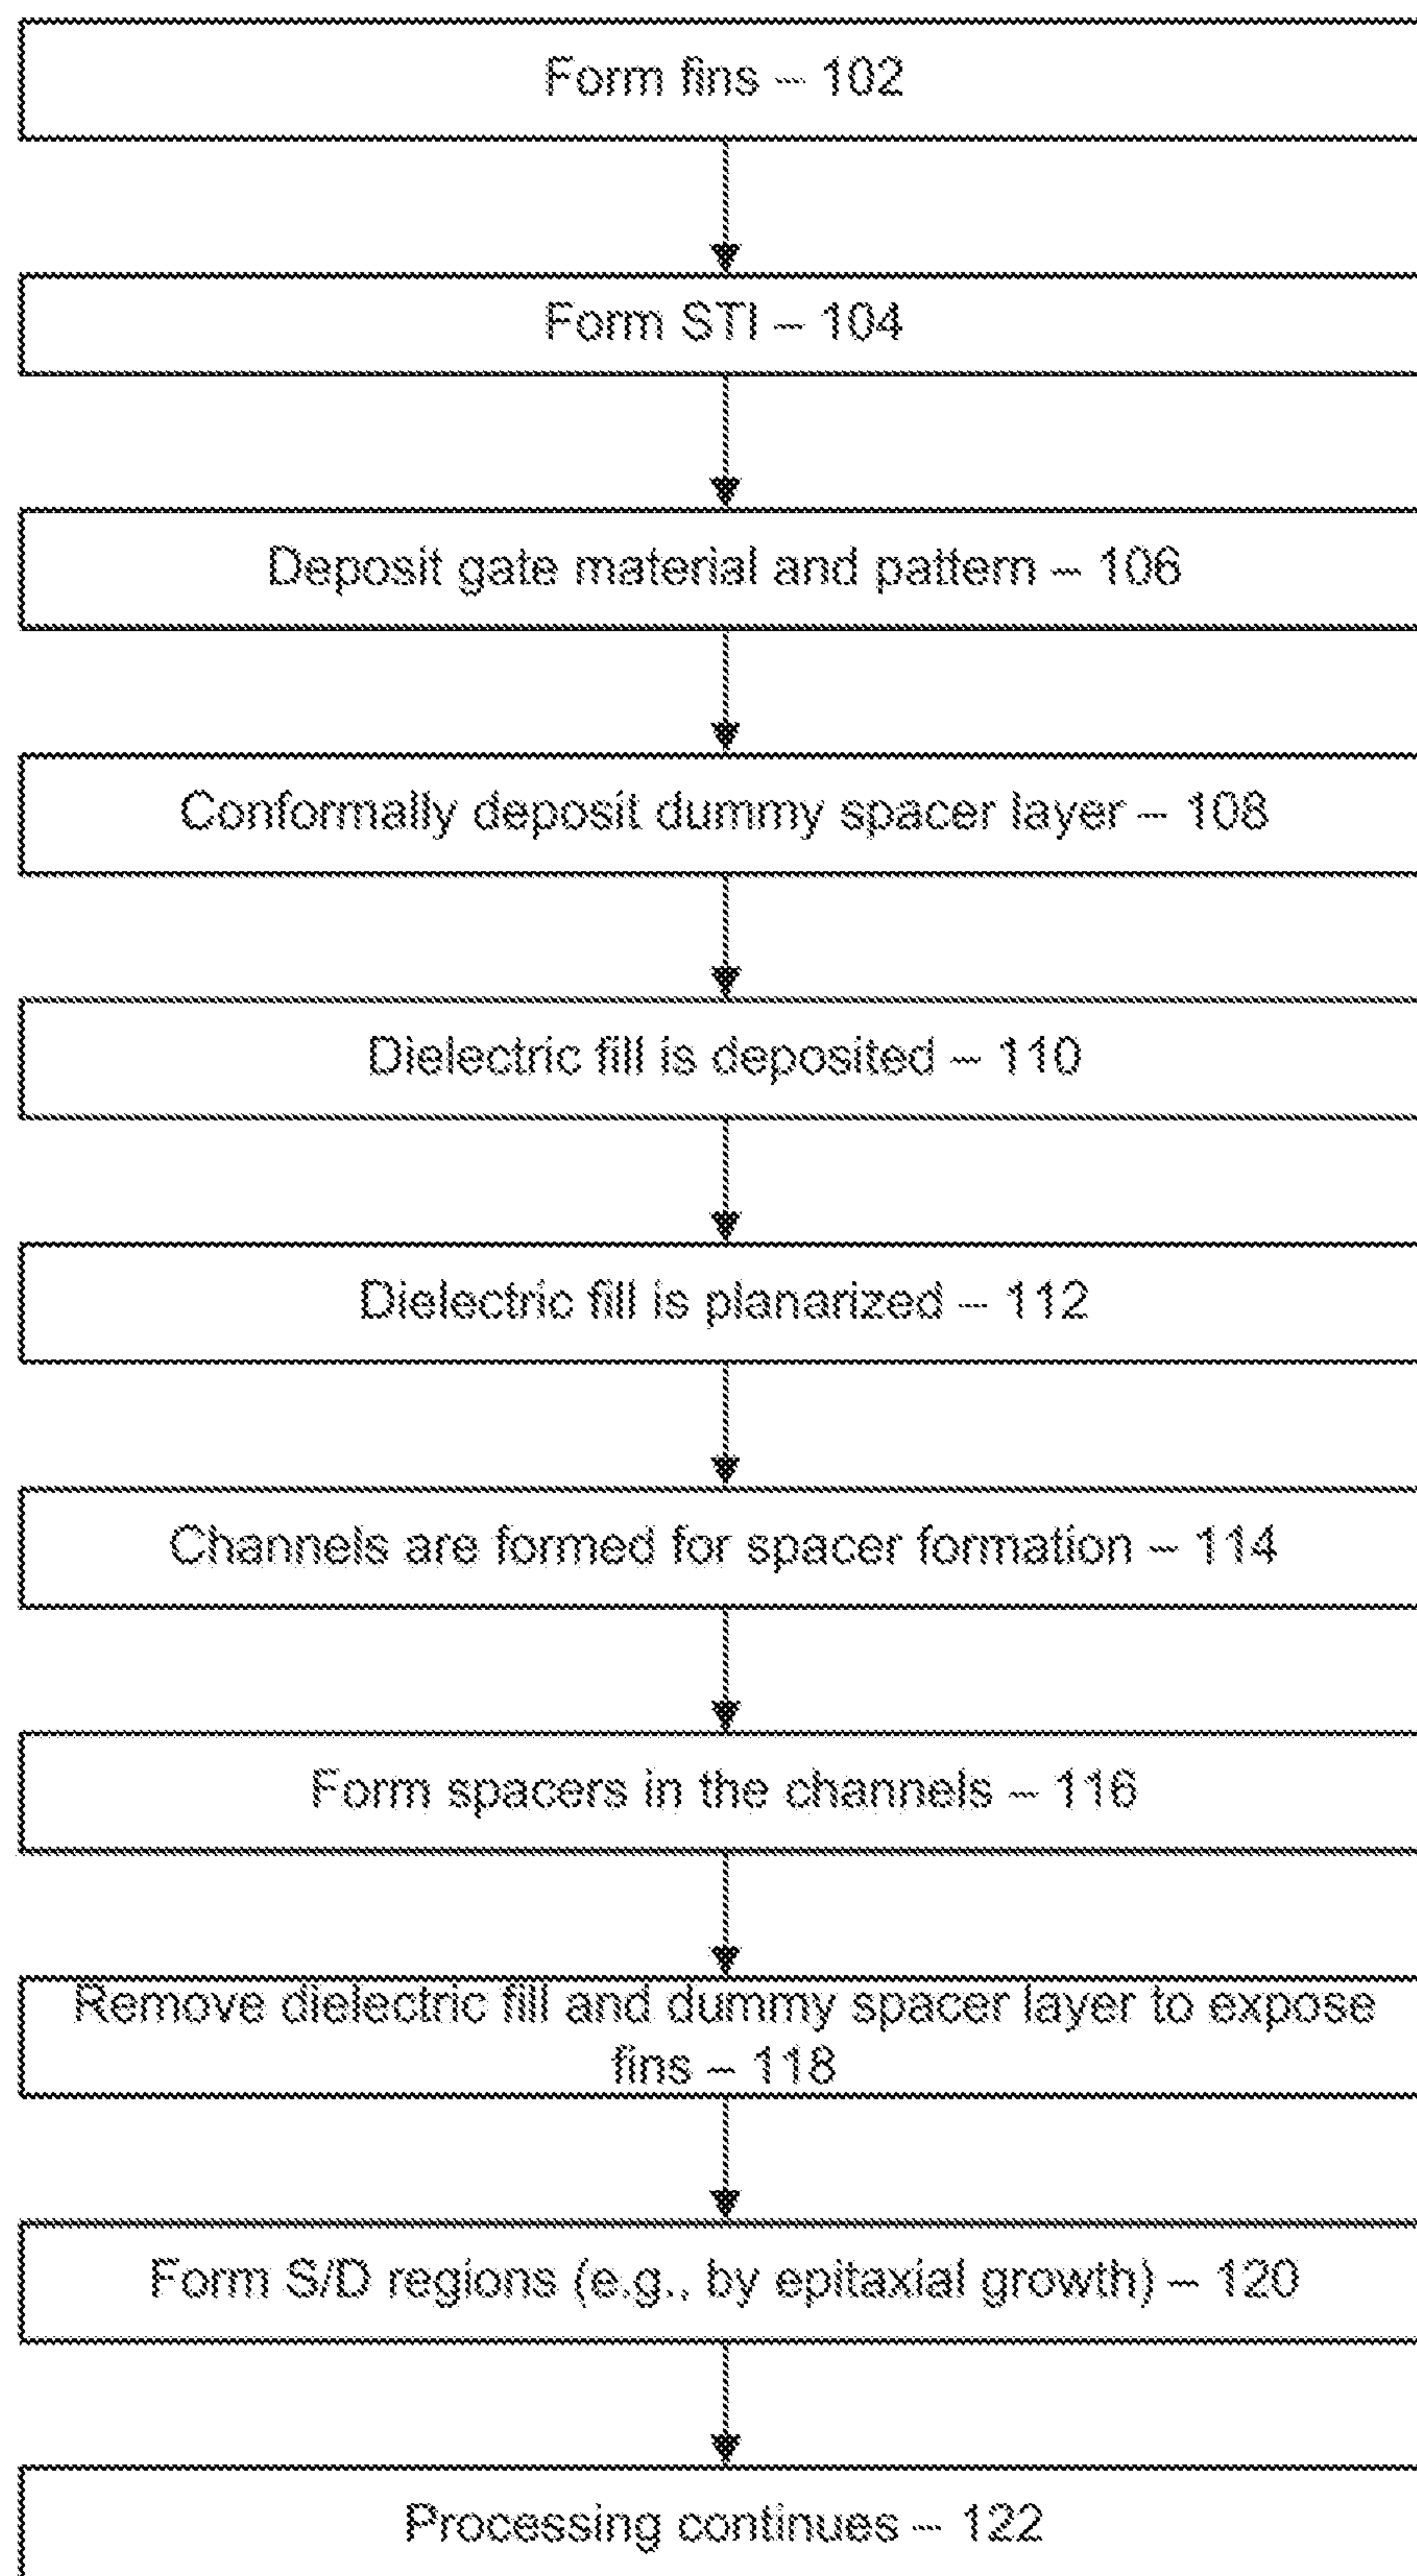 Form fins – 102
Form STI – 104
Deposit gate material and pattern – 106
Conformally deposit dummy spacer layer – 108
Dielectric fill is deposited – 110
Dielectric fill is planarized – 112
Channels are formed for spacer formation – 114
Form spacers in the channels – 116
Remove dielectric fill and dummy spacer layer to expose
fins – 118
Form S/D regions (e.g., by epitaxial growth) – 120
Processing continues – 122